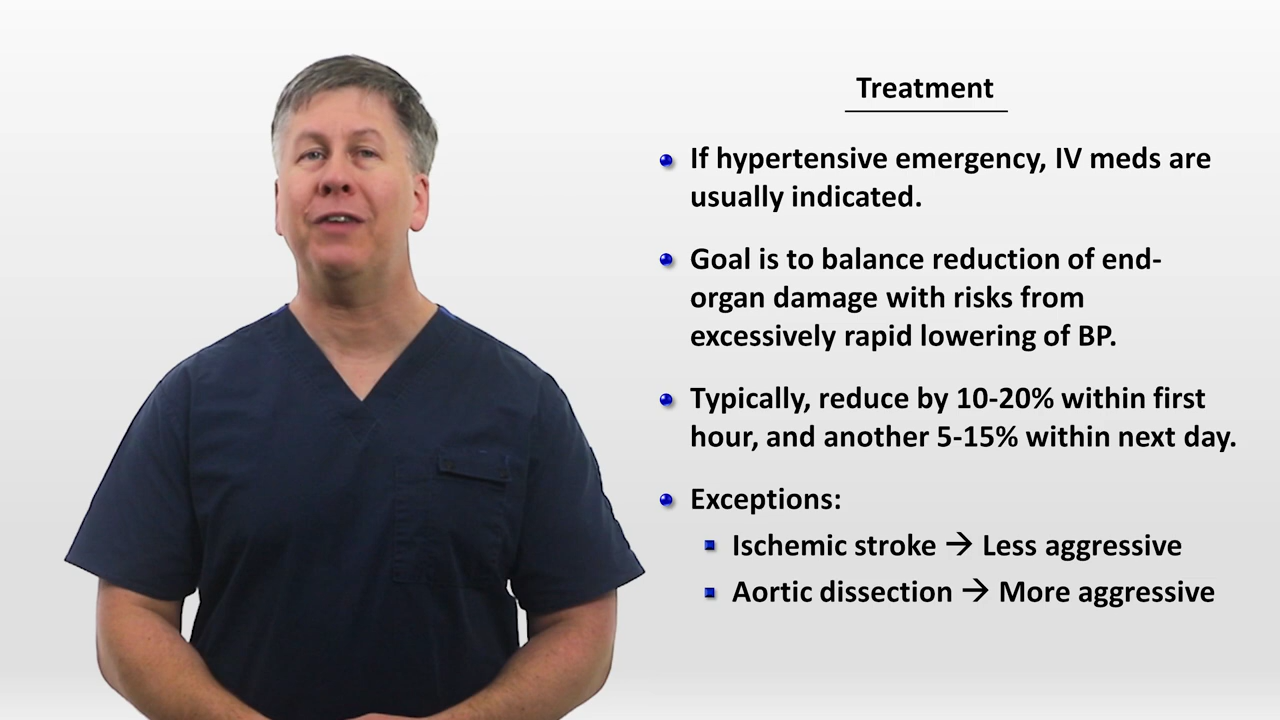 Treatment
If hypertensive emergency, IV meds are
usually indicated.
Goal is to balance reduction of end-
organ damage with risks from
excessively rapid lowering of BP.
Typically, reduce by 10-20% within first
hour, and another 5-15% within next day.
Exceptions:
Ischemic stroke → Less aggressive
Aortic dissection → More aggressive